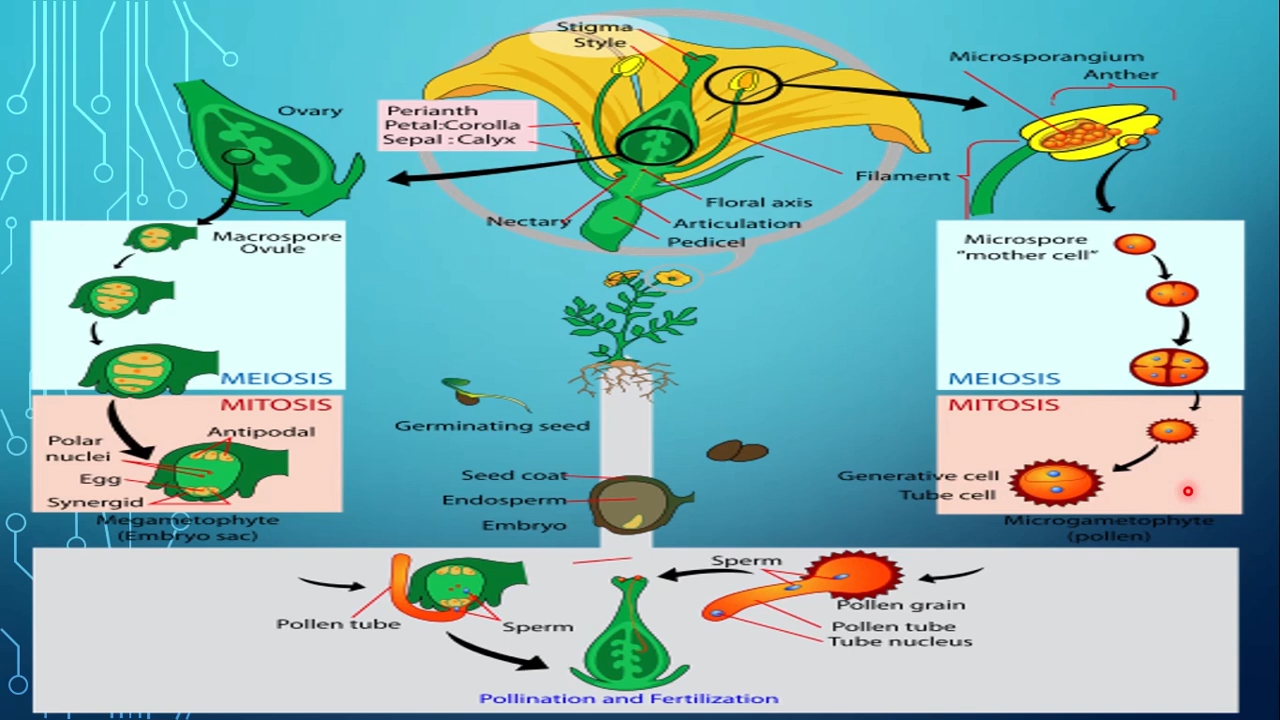 Stigma
Style
Microsporangium
Anther
Ovary
Perianth
Petal:Corolla
Sepal : Calyx
Filament
Floral axis
Nectary
Articulation
Pedicel
Macrospore
Ovule
Microspore
"mother cell"
MEIOSIS
MEIOSIS
MITOSIS
MITOSIS
Germinating seed
Antipodal
Polar
nuclei
Egg
Synergid
Seed coat
Endosperm
Embryo
Generative cell
Tube cell
Megametophyte
(Embryo sac)
Microgametophyte
(pollen)
Sperm
Pollen grain
Pollen tube
Sperm
Pollen tube
Tube nucleus
Pollination and Fertilization